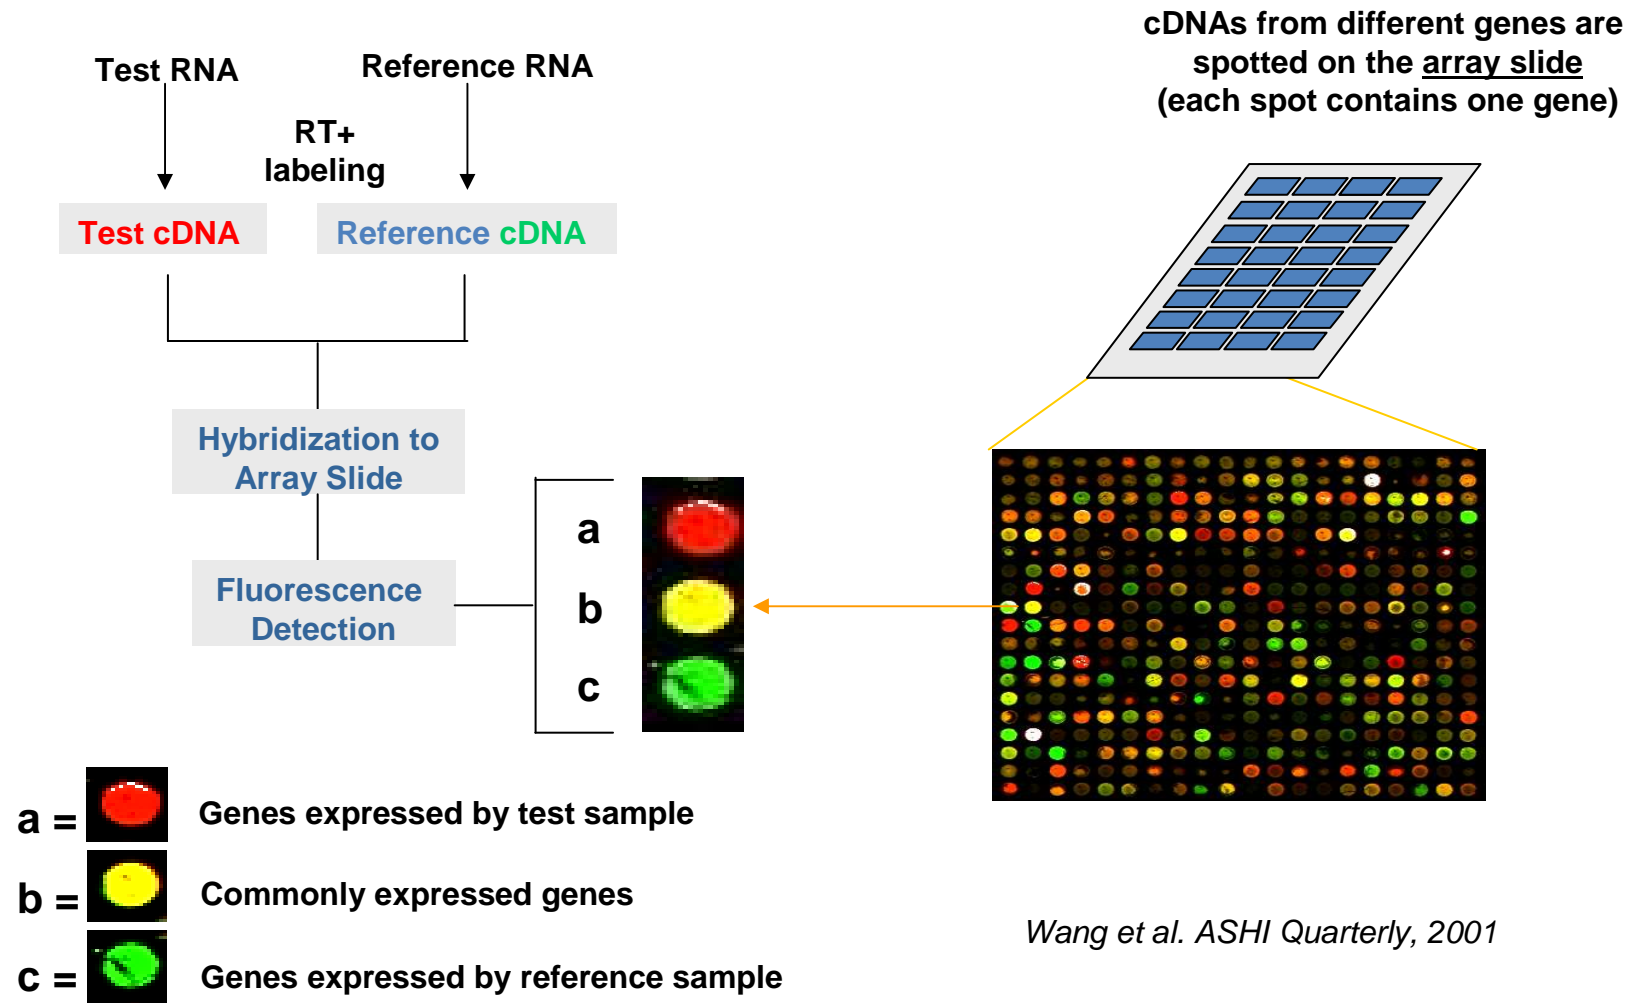 cDNAs from different genes are
spotted on the array slide
(each spot contains one gene)
Test RNA
Reference RNA
RT+
labeling
Test cDNA
Reference cDNA
Hybridization to
Array Slide
Fluorescence
Detection
a
b
c
a =
Genes expressed by test sample
b =
Commonly expressed genes
c =
Genes expressed by reference sample
Wang et al. ASHI Quarterly, 2001